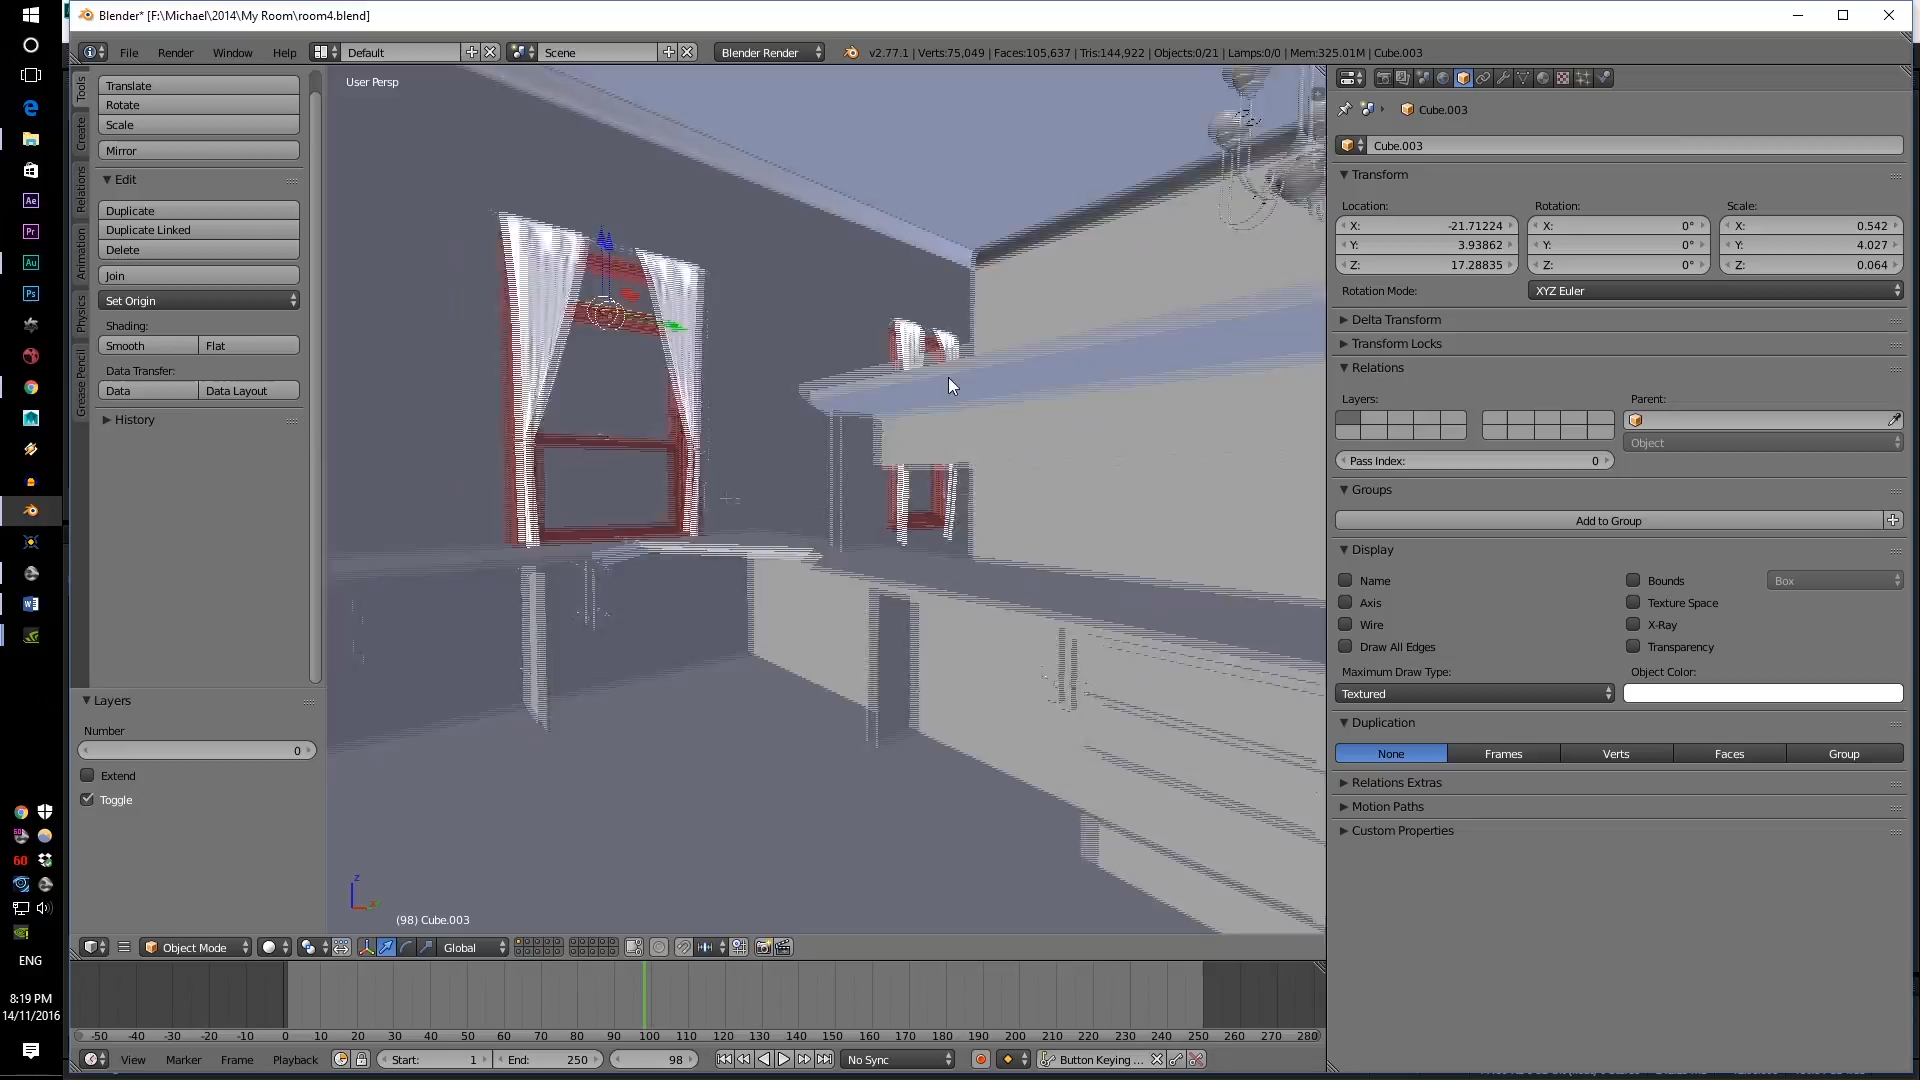 Blender* [F:\Michael\2014\My Room\room4.blend]
File Render Window Help Default Scene Blender Render v2.77.1 | Verts:75,049 | Faces:105,637 | Tris:144,922 | Objects:0/21 | Lamps:0/0 | Mem:325.01M | Cube.003
Tools
Create
Relations
Animation
Physics
Grease Pencil
Translate
Rotate
Scale
Mirror
Edit
Duplicate
Duplicate Linked
Delete
Join
Set Origin
Shading:
Smooth Flat
Data Transfer:
Data Data Layout
History
Layers
Number
0
Extend
Toggle
User Persp
(98) Cube.003
Z
X
Object Mode Global
-50 -40 -30 -20 -10 0 10 20 30 40 50 60 70 80 90 100 110 120 130 140 150 160 170 180 190 200 210 220 230 240 250 260 270 280
View Marker Frame Playback Start: 1 End: 250 98 No Sync Button Keying ...
Cube.003
Cube.003
Transform
Location: Rotation: Scale:
X: -21.71224 X: 0° X: 0.542
Y: 3.93862 Y: 0° Y: 4.027
Z: 17.28835 Z: 0° Z: 0.064
Rotation Mode: XYZ Euler
Delta Transform
Transform Locks
Relations
Layers: Parent:
Object
Pass Index: 0
Groups
Add to Group
Display
Name Bounds Box
Axis Texture Space
Wire X-Ray
Draw All Edges Transparency
Maximum Draw Type: Object Color:
Textured
Duplication
None Frames Verts Faces Group
Relations Extras
Motion Paths
Custom Properties
Ae
Pr
Au
Ps
60
ENG
8:19 PM
14/11/2016